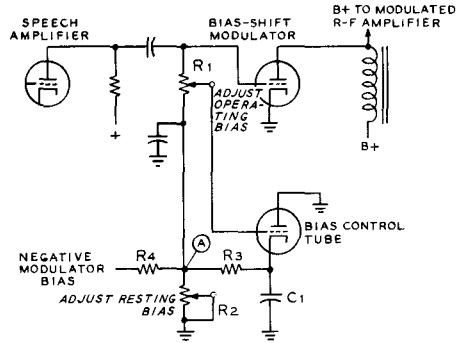 SPEECH
AMPLIFIER
BIAS-SHIFT
MODULATOR
B+ TO MODULATED
R-F AMPLIFIER
R1
ADJUST
OPERA-
TING
BIAS
+
B+
A
BIAS CONTROL
TUBE
NEGATIVE
MODULATOR
BIAS
R4
R3
C1
ADJUST RESTING
BIAS
R2